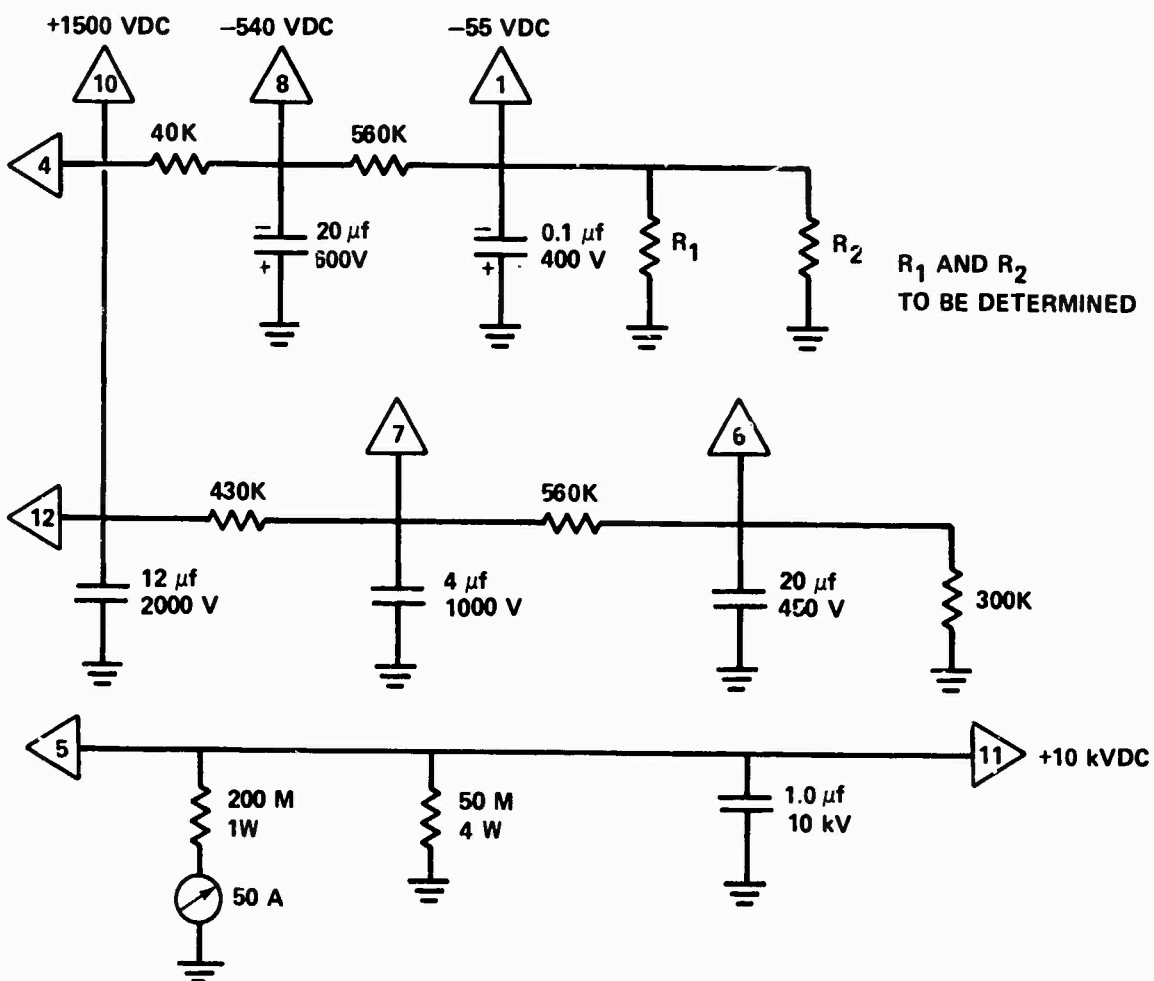 +1500 VDC
−540 VDC
−55 VDC
10
8
1
4
40K
560K
− 20 µf
+ 600V
− 0.1 µf
+ 400 V
R1
R2
R1 AND R2
TO BE DETERMINED
7
6
12
430K
560K
12 µf
2000 V
4 µf
1000 V
20 µf
450 V
300K
5
11
+10 kVDC
200 M
1W
50 M
4 W
1.0 µf
10 kV
50 A